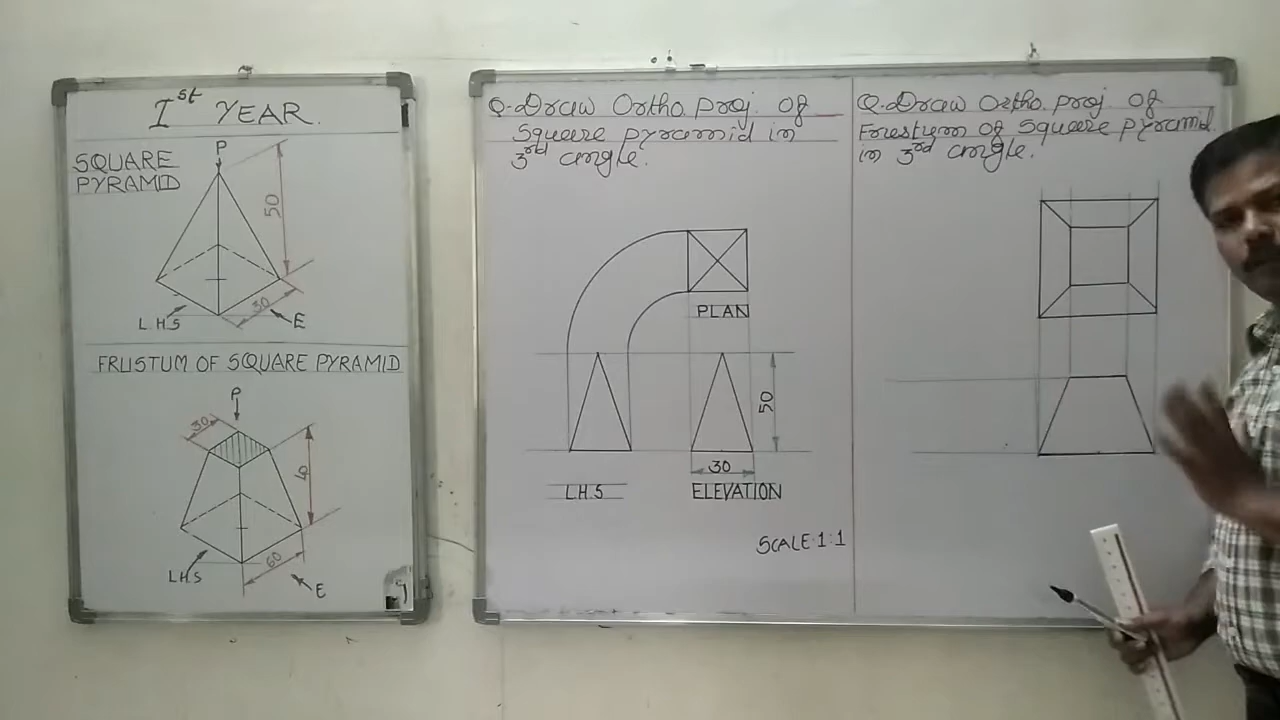 Ist YEAR.
SQUARE
PYRAMID
P
50
30
L.H.S
E
FRUSTUM OF SQUARE PYRAMID
P
30
40
60
L.H.S
E
Q. Draw Ortho. proj. of
Square pyramid in
3rd angle.
PLAN
50
30
L.H.S
ELEVATION
SCALE:1:1
Q. Draw Ortho. proj. of
Frustum of Square pyramid
in 3rd angle.